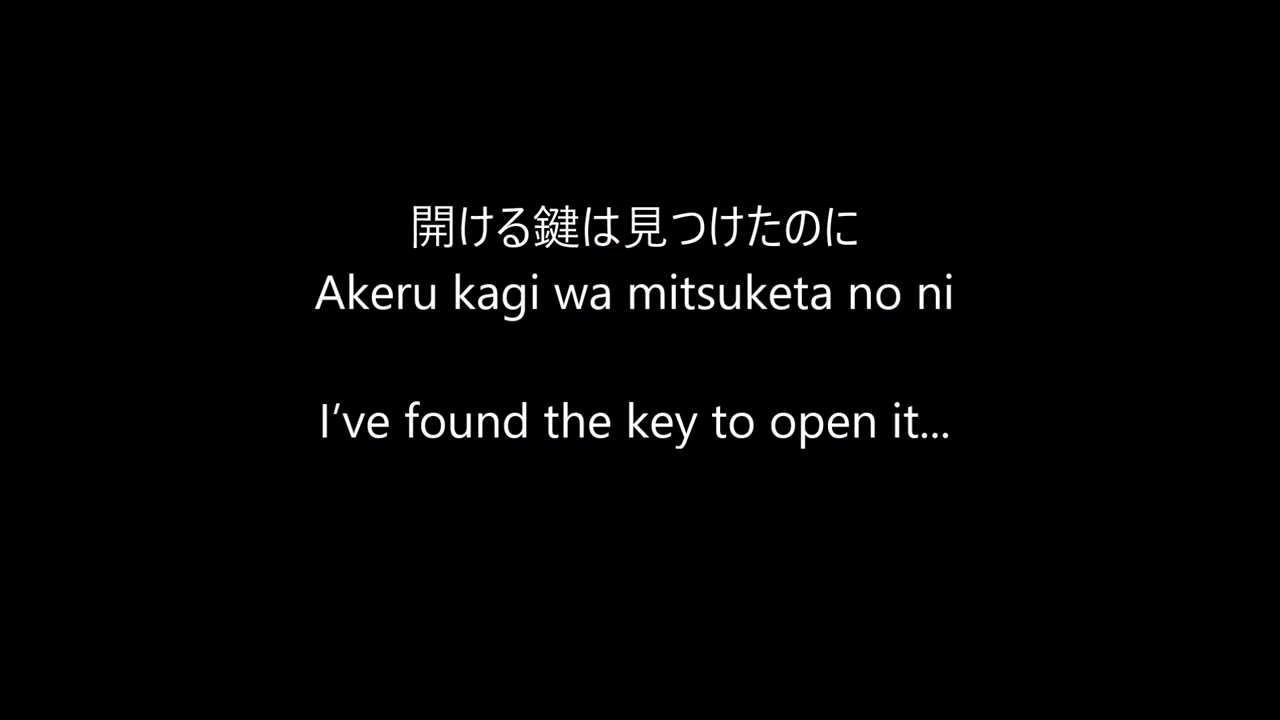 開ける鍵は見つけたのに
Akeru kagi wa mitsuketa no ni
I’ve found the key to open it...